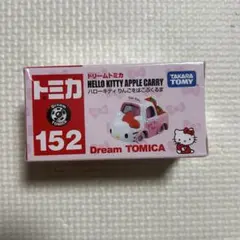 トミカ
152
ドリームトミカ
HELLO KITTY APPLE CARRY
ハローキティ りんごをはこぶくるま
TAKARA
TOMY
Dream TOMICA